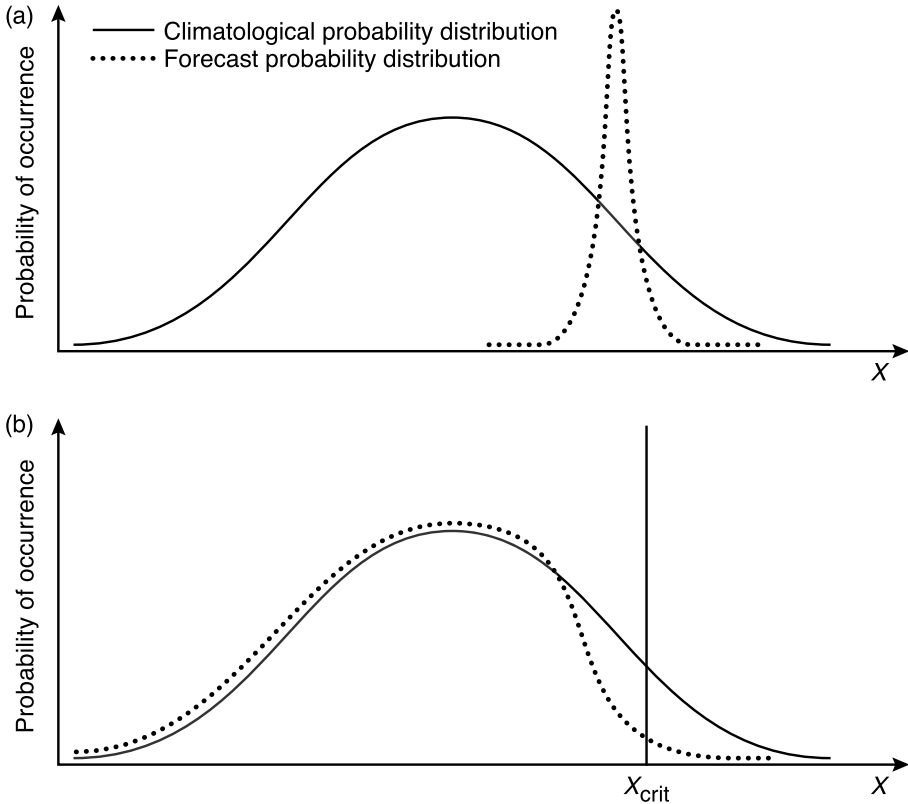 (a)
Climatological probability distribution
Forecast probability distribution
Probability of occurrence
X
(b)
Probability of occurrence
Xcrit
X